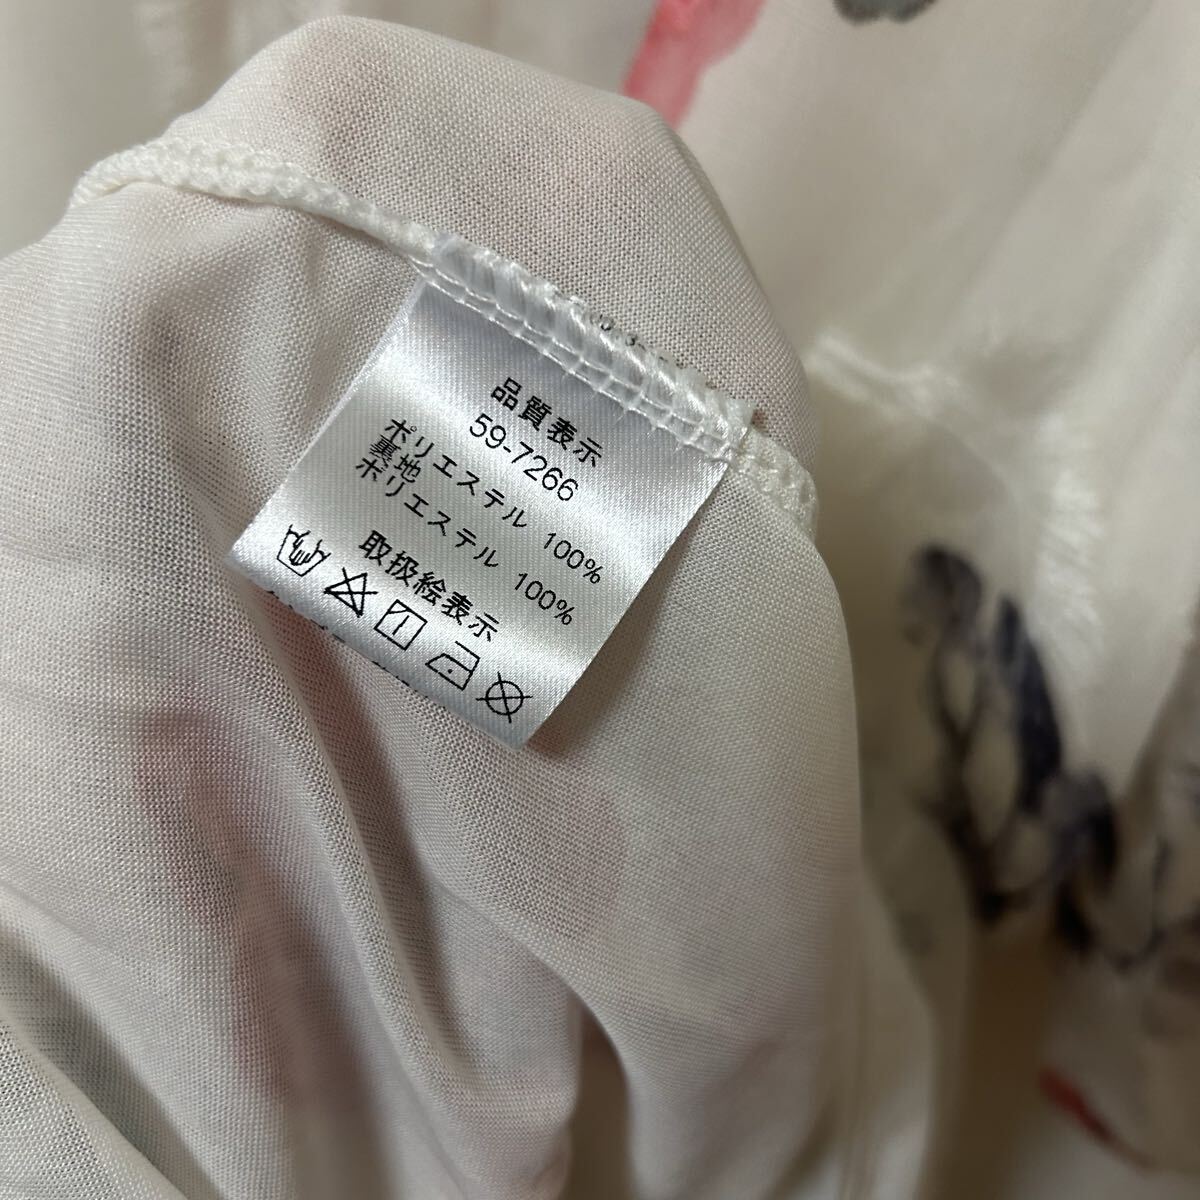 品質表示
59-7266
ポリエステル 100%
裏地
ポリエステル 100%
取扱絵表示